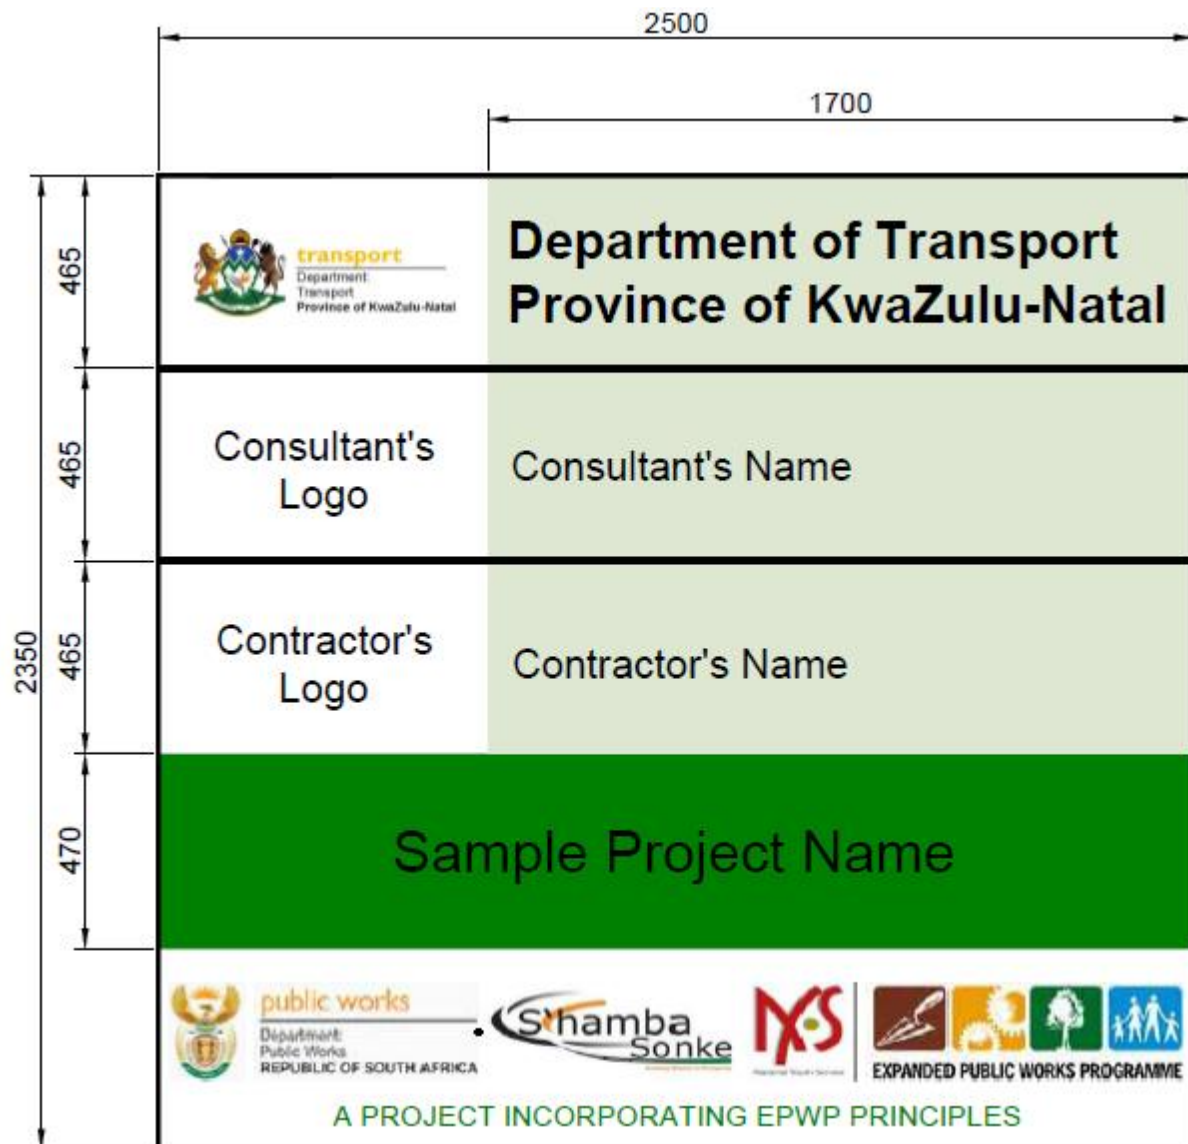 2500
1700
465
transport
Department:
Transport
Province of KwaZulu-Natal
Department of Transport
Province of KwaZulu-Natal
465
Consultant's
Logo
Consultant's Name
2350
465
Contractor's
Logo
Contractor's Name
470
Sample Project Name
public works
Department:
Public Works
REPUBLIC OF SOUTH AFRICA
S'hamba
Sonke
NYS
EXPANDED PUBLIC WORKS PROGRAMME
A PROJECT INCORPORATING EPWP PRINCIPLES